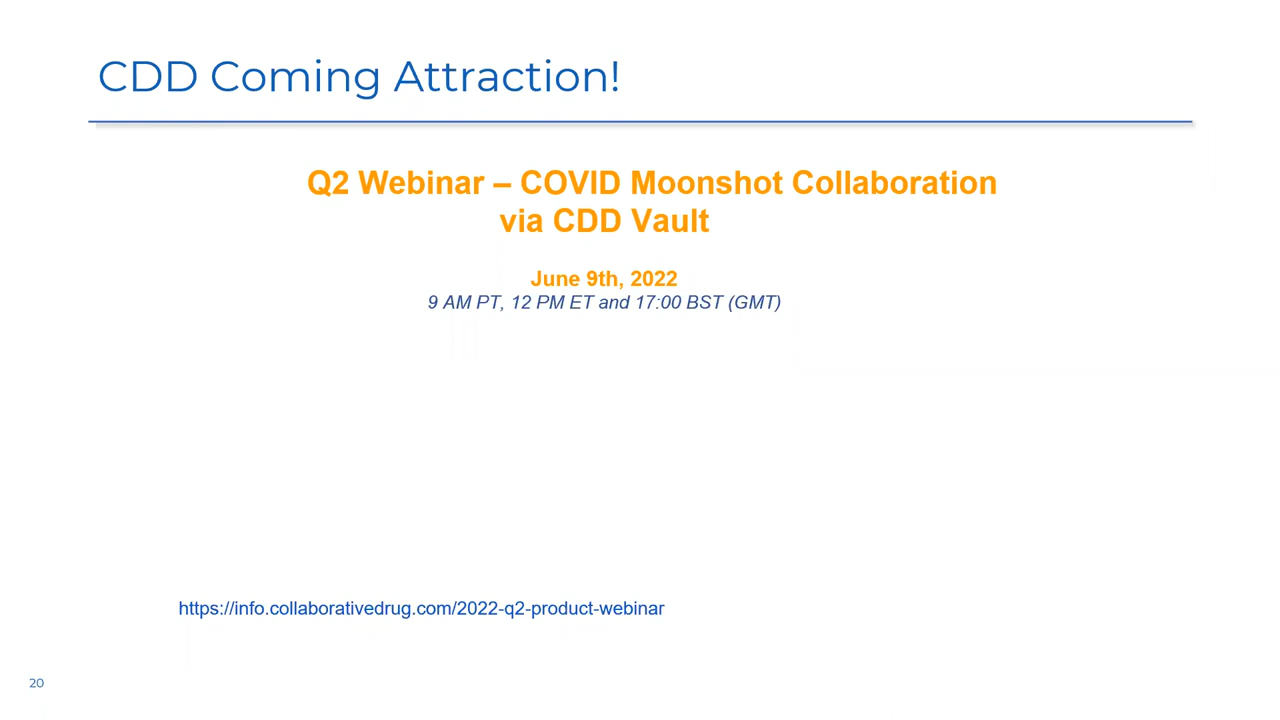 CDD Coming Attraction!
Q2 Webinar – COVID Moonshot Collaboration
via CDD Vault
June 9th, 2022
9 AM PT, 12 PM ET and 17:00 BST (GMT)
https://info.collaborativedrug.com/2022-q2-product-webinar
20